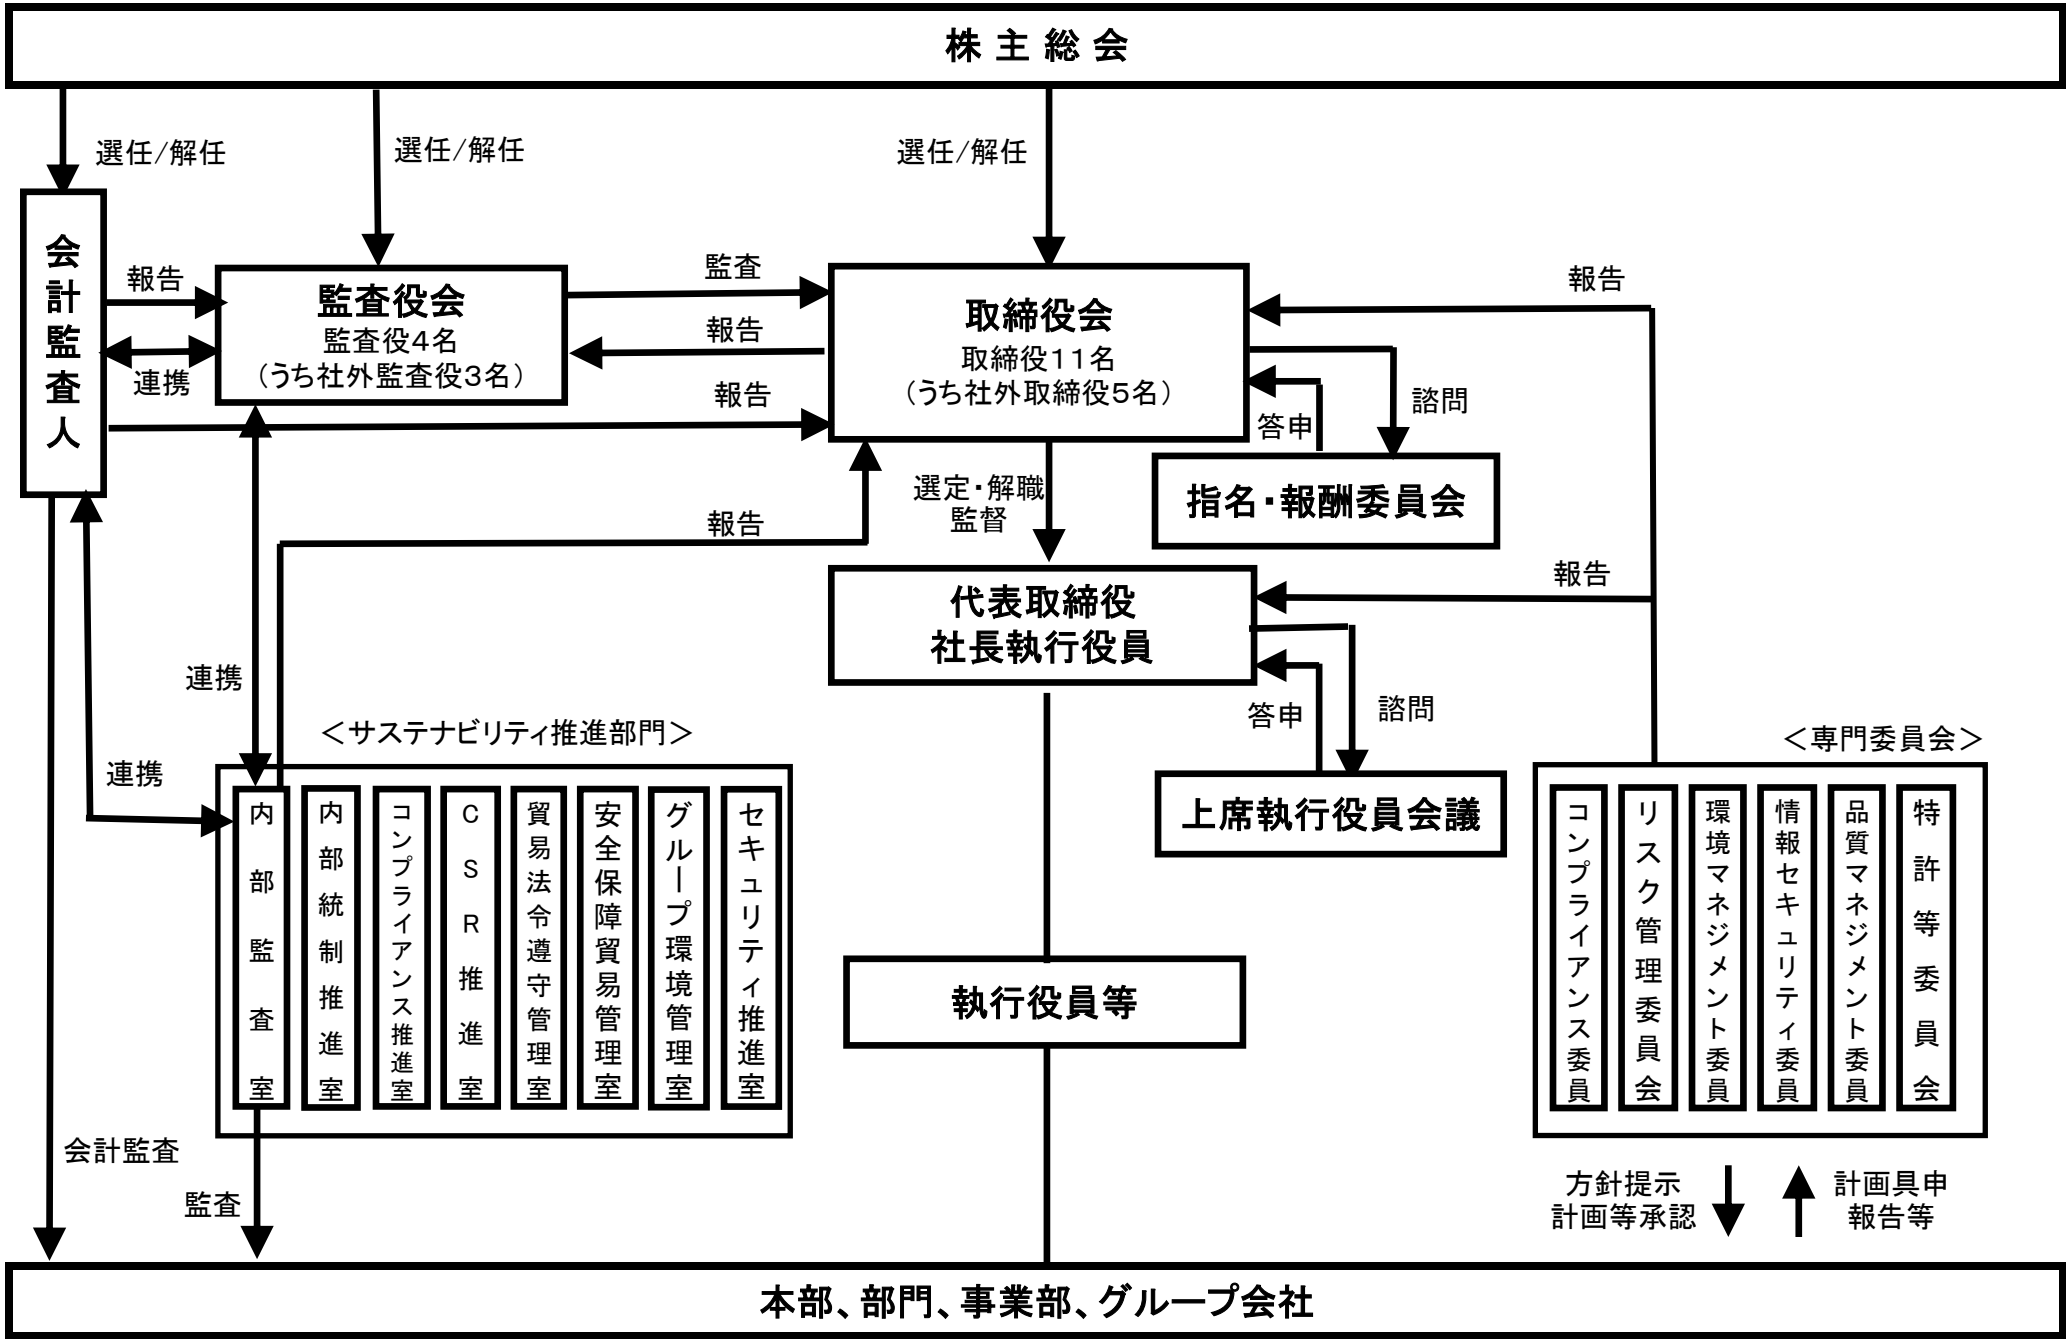 株主総会
選任/解任
選任/解任
選任/解任
会計監査人
報告
連携
監査役会
監査役4名
（うち社外監査役3名）
監査
報告
報告
取締役会
取締役11名
（うち社外取締役5名）
報告
諮問
答申
指名・報酬委員会
選定・解職
監督
報告
代表取締役
社長執行役員
報告
連携
諮問
答申
＜サステナビリティ推進部門＞
＜専門委員会＞
連携
上席執行役員会議
内部監査室
内部統制推進室
コンプライアンス推進室
CSR推進室
貿易法令遵守管理室
安全保障貿易管理室
グループ環境管理室
セキュリティ推進室
コンプライアンス委員
リスク管理委員会
環境マネジメント委員
情報セキュリティ委員
品質マネジメント委員
特許等委員会
執行役員等
会計監査
監査
方針提示
計画等承認
計画具申
報告等
本部、部門、事業部、グループ会社